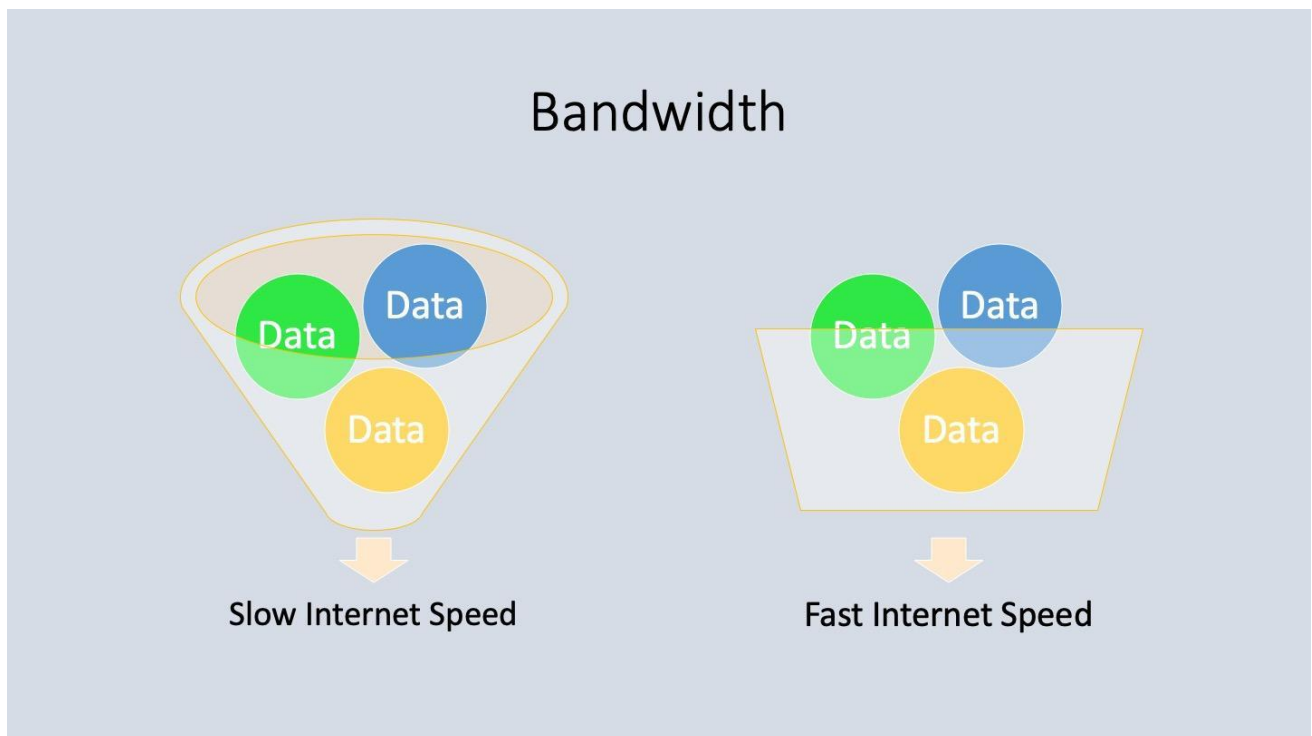 Bandwidth
Data
Data
Data
Data
Data
Data
Slow Internet Speed
Fast Internet Speed